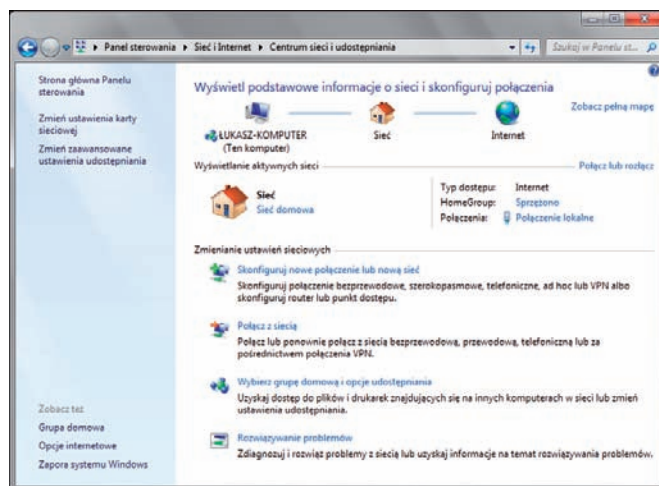 Panel sterowania ▸ Sieć i Internet ▸ Centrum sieci i udostępniania
Szukaj w Panelu st...
Strona główna Panelu
sterowania
Zmień ustawienia karty
sieciowej
Zmień zaawansowane
ustawienia udostępniania
Wyświetl podstawowe informacje o sieci i skonfiguruj połączenia
Zobacz pełną mapę
ŁUKASZ-KOMPUTER
(Ten komputer)
Sieć
Internet
Wyświetlanie aktywnych sieci
Połącz lub rozłącz
Sieć
Sieć domowa
Typ dostępu: Internet
HomeGroup: Sprzężono
Połączenia: Połączenie lokalne
Zmienianie ustawień sieciowych
Skonfiguruj nowe połączenie lub nową sieć
Skonfiguruj połączenie bezprzewodowe, szerokopasmowe, telefoniczne, ad hoc lub VPN albo
skonfiguruj router lub punkt dostępu.
Połącz z siecią
Połącz lub ponownie połącz z siecią bezprzewodową, przewodową, telefoniczną lub za
pośrednictwem połączenia VPN.
Wybierz grupę domową i opcje udostępniania
Uzyskaj dostęp do plików i drukarek znajdujących się na innych komputerach w sieci lub zmień
ustawienia udostępniania.
Rozwiązywanie problemów
Zdiagnozuj i rozwiąż problemy z siecią lub uzyskaj informacje na temat rozwiązywania problemów.
Zobacz też
Grupa domowa
Opcje internetowe
Zapora systemu Windows